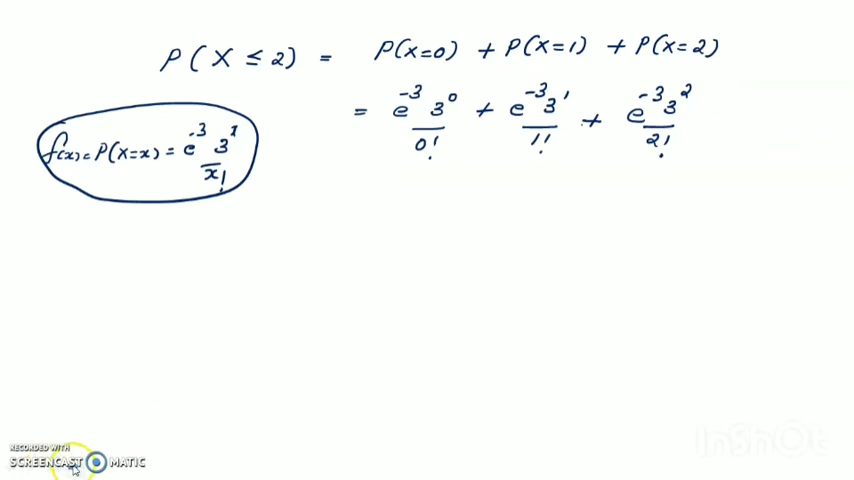 P(X ≤ 2) = P(X=0) + P(X=1) + P(X=2)
= e^-3 3^0 / 0! + e^-3 3^1 / 1! + e^-3 3^2 / 2!
f(x) = P(X=x) = e^-3 3^x / x!
RECORDED WITH
SCREENCAST MATIC
InShOt